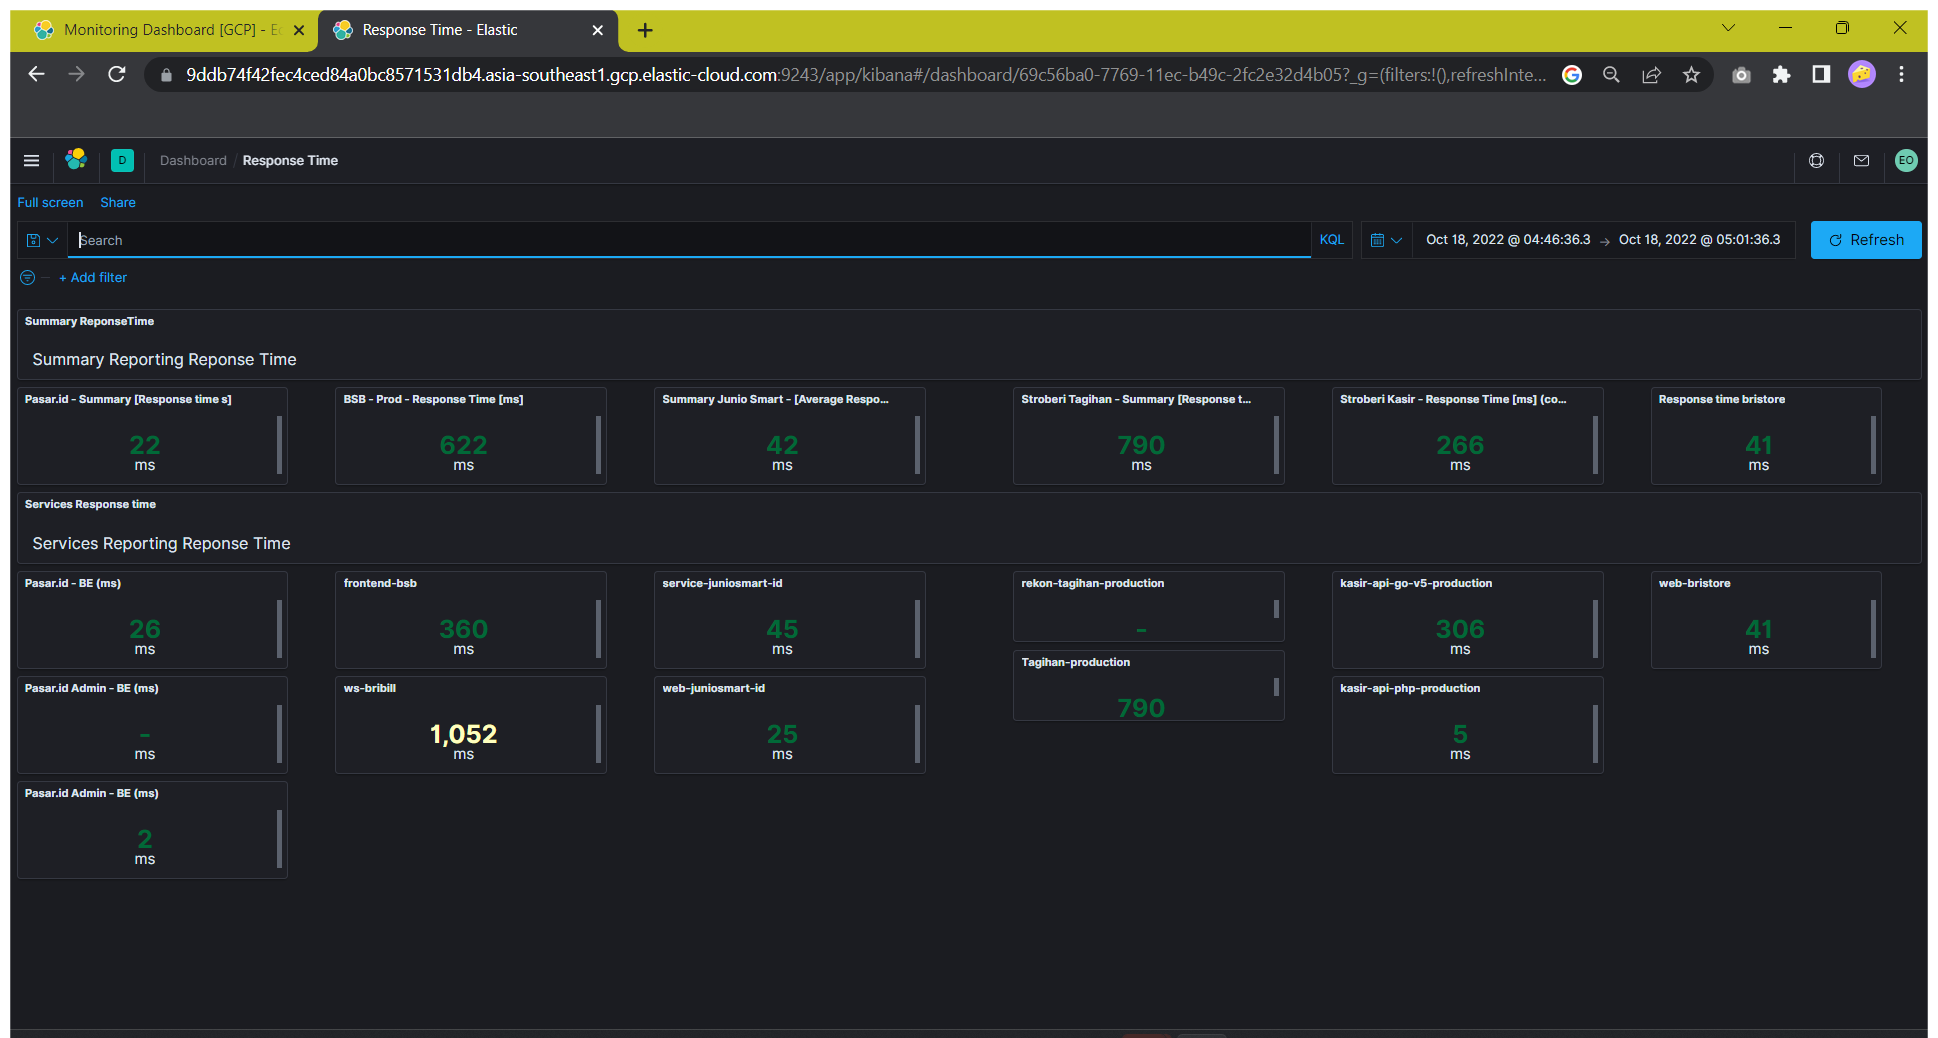 Monitoring Dashboard [GCP] - Ec
Response Time - Elastic
9ddb74f42fec4ced84a0bc8571531db4.asia-southeast1.gcp.elastic-cloud.com:9243/app/kibana#/dashboard/69c56ba0-7769-11ec-b49c-2fc2e32d4b05?_g=(filters:!(),refreshInte...
D Dashboard / Response Time EO
Full screen Share
Search KQL Oct 18, 2022 @ 04:46:36.3 → Oct 18, 2022 @ 05:01:36.3 Refresh
+ Add filter
Summary ReponseTime
Summary Reporting Reponse Time
Pasar.id - Summary [Response time s]
22
ms
BSB - Prod - Response Time [ms]
622
ms
Summary Junio Smart - [Average Respo...
42
ms
Stroberi Tagihan - Summary [Response t...
790
ms
Stroberi Kasir - Response Time [ms] (co...
266
ms
Response time bristore
41
ms
Services Response time
Services Reporting Reponse Time
Pasar.id - BE (ms)
26
ms
frontend-bsb
360
ms
service-juniosmart-id
45
ms
rekon-tagihan-production
-
kasir-api-go-v5-production
306
ms
web-bristore
41
ms
Pasar.id Admin - BE (ms)
-
ms
ws-bribill
1,052
ms
web-juniosmart-id
25
ms
Tagihan-production
790
kasir-api-php-production
5
ms
Pasar.id Admin - BE (ms)
2
ms